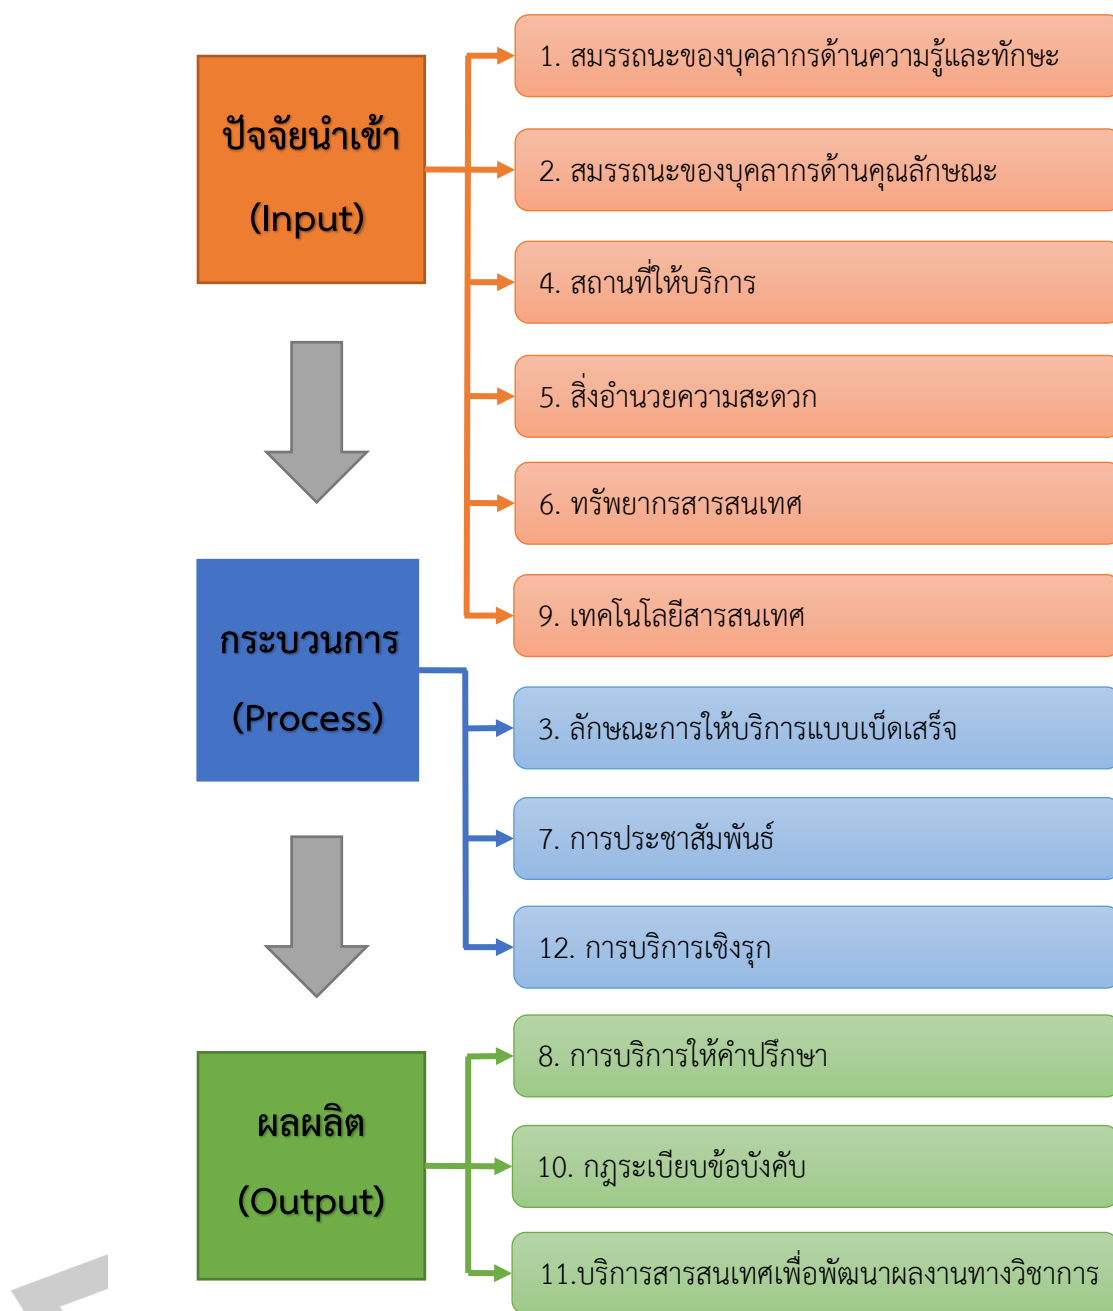 ปัจจัยนำเข้า
(Input)
1. สมรรถนะของบุคลากรด้านความรู้และทักษะ
2. สมรรถนะของบุคลากรด้านคุณลักษณะ
4. สถานที่ให้บริการ
5. สิ่งอำนวยความสะดวก
6. ทรัพยากรสารสนเทศ
9. เทคโนโลยีสารสนเทศ
กระบวนการ
(Process)
3. ลักษณะการให้บริการแบบเบ็ดเสร็จ
7. การประชาสัมพันธ์
12. การบริการเชิงรุก
ผลผลิต
(Output)
8. การบริการให้คำปรึกษา
10. กฎระเบียบข้อบังคับ
11.บริการสารสนเทศเพื่อพัฒนาผลงานทางวิชาการ